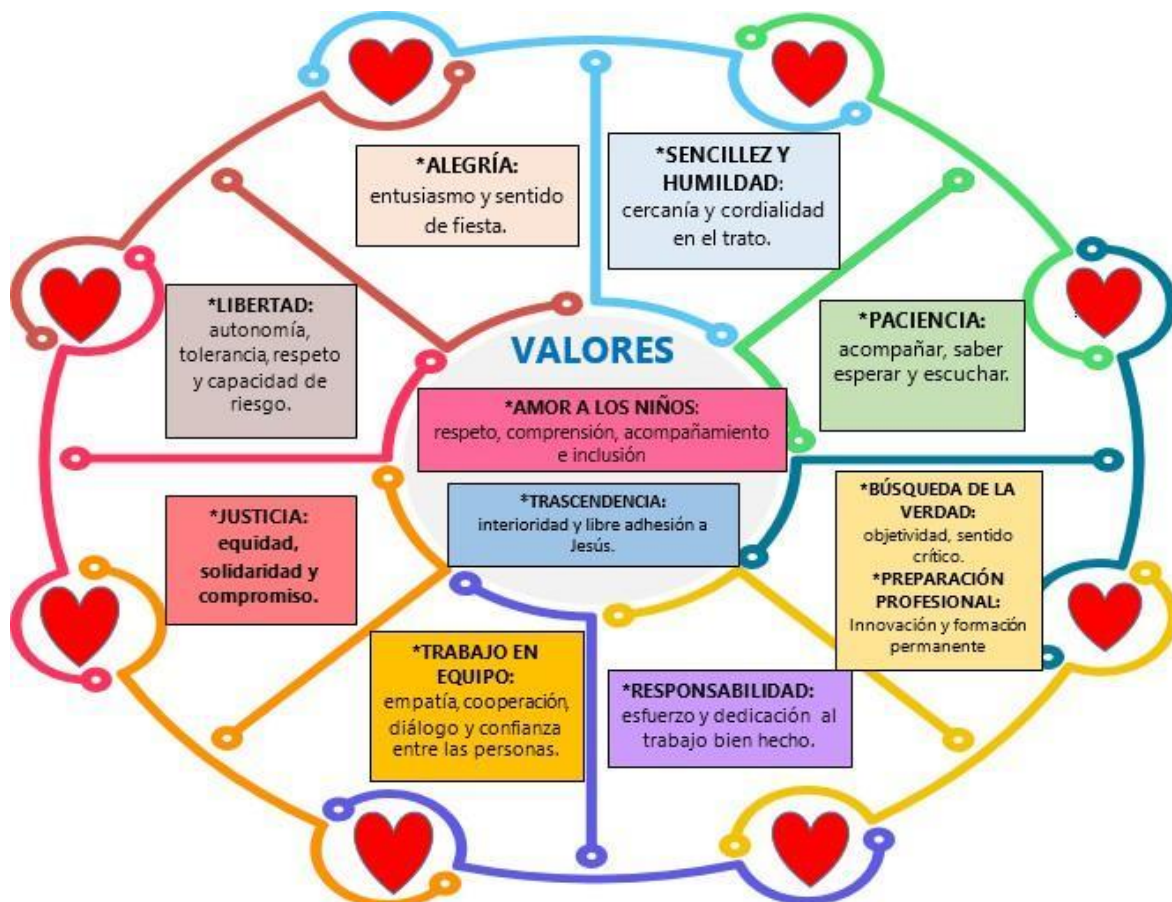 *ALEGRÍA:
entusiasmo y sentido
de fiesta.
*SENCILLEZ Y
HUMILDAD:
cercanía y cordialidad
en el trato.
*LIBERTAD:
autonomía,
tolerancia, respeto
y capacidad de
riesgo.
VALORES
*PACIENCIA:
acompañar, saber
esperar y escuchar.
*AMOR A LOS NIÑOS:
respeto, comprensión, acompañamiento
e inclusión
*TRASCENDENCIA:
interioridad y libre adhesión a
Jesús.
*JUSTICIA:
equidad,
solidaridad y
compromiso.
*BÚSQUEDA DE LA
VERDAD:
objetividad, sentido
crítico.
*PREPARACIÓN
PROFESIONAL:
Innovación y formación
permanente
*TRABAJO EN
EQUIPO:
empatía, cooperación,
diálogo y confianza
entre las personas.
*RESPONSABILIDAD:
esfuerzo y dedicación al
trabajo bien hecho.